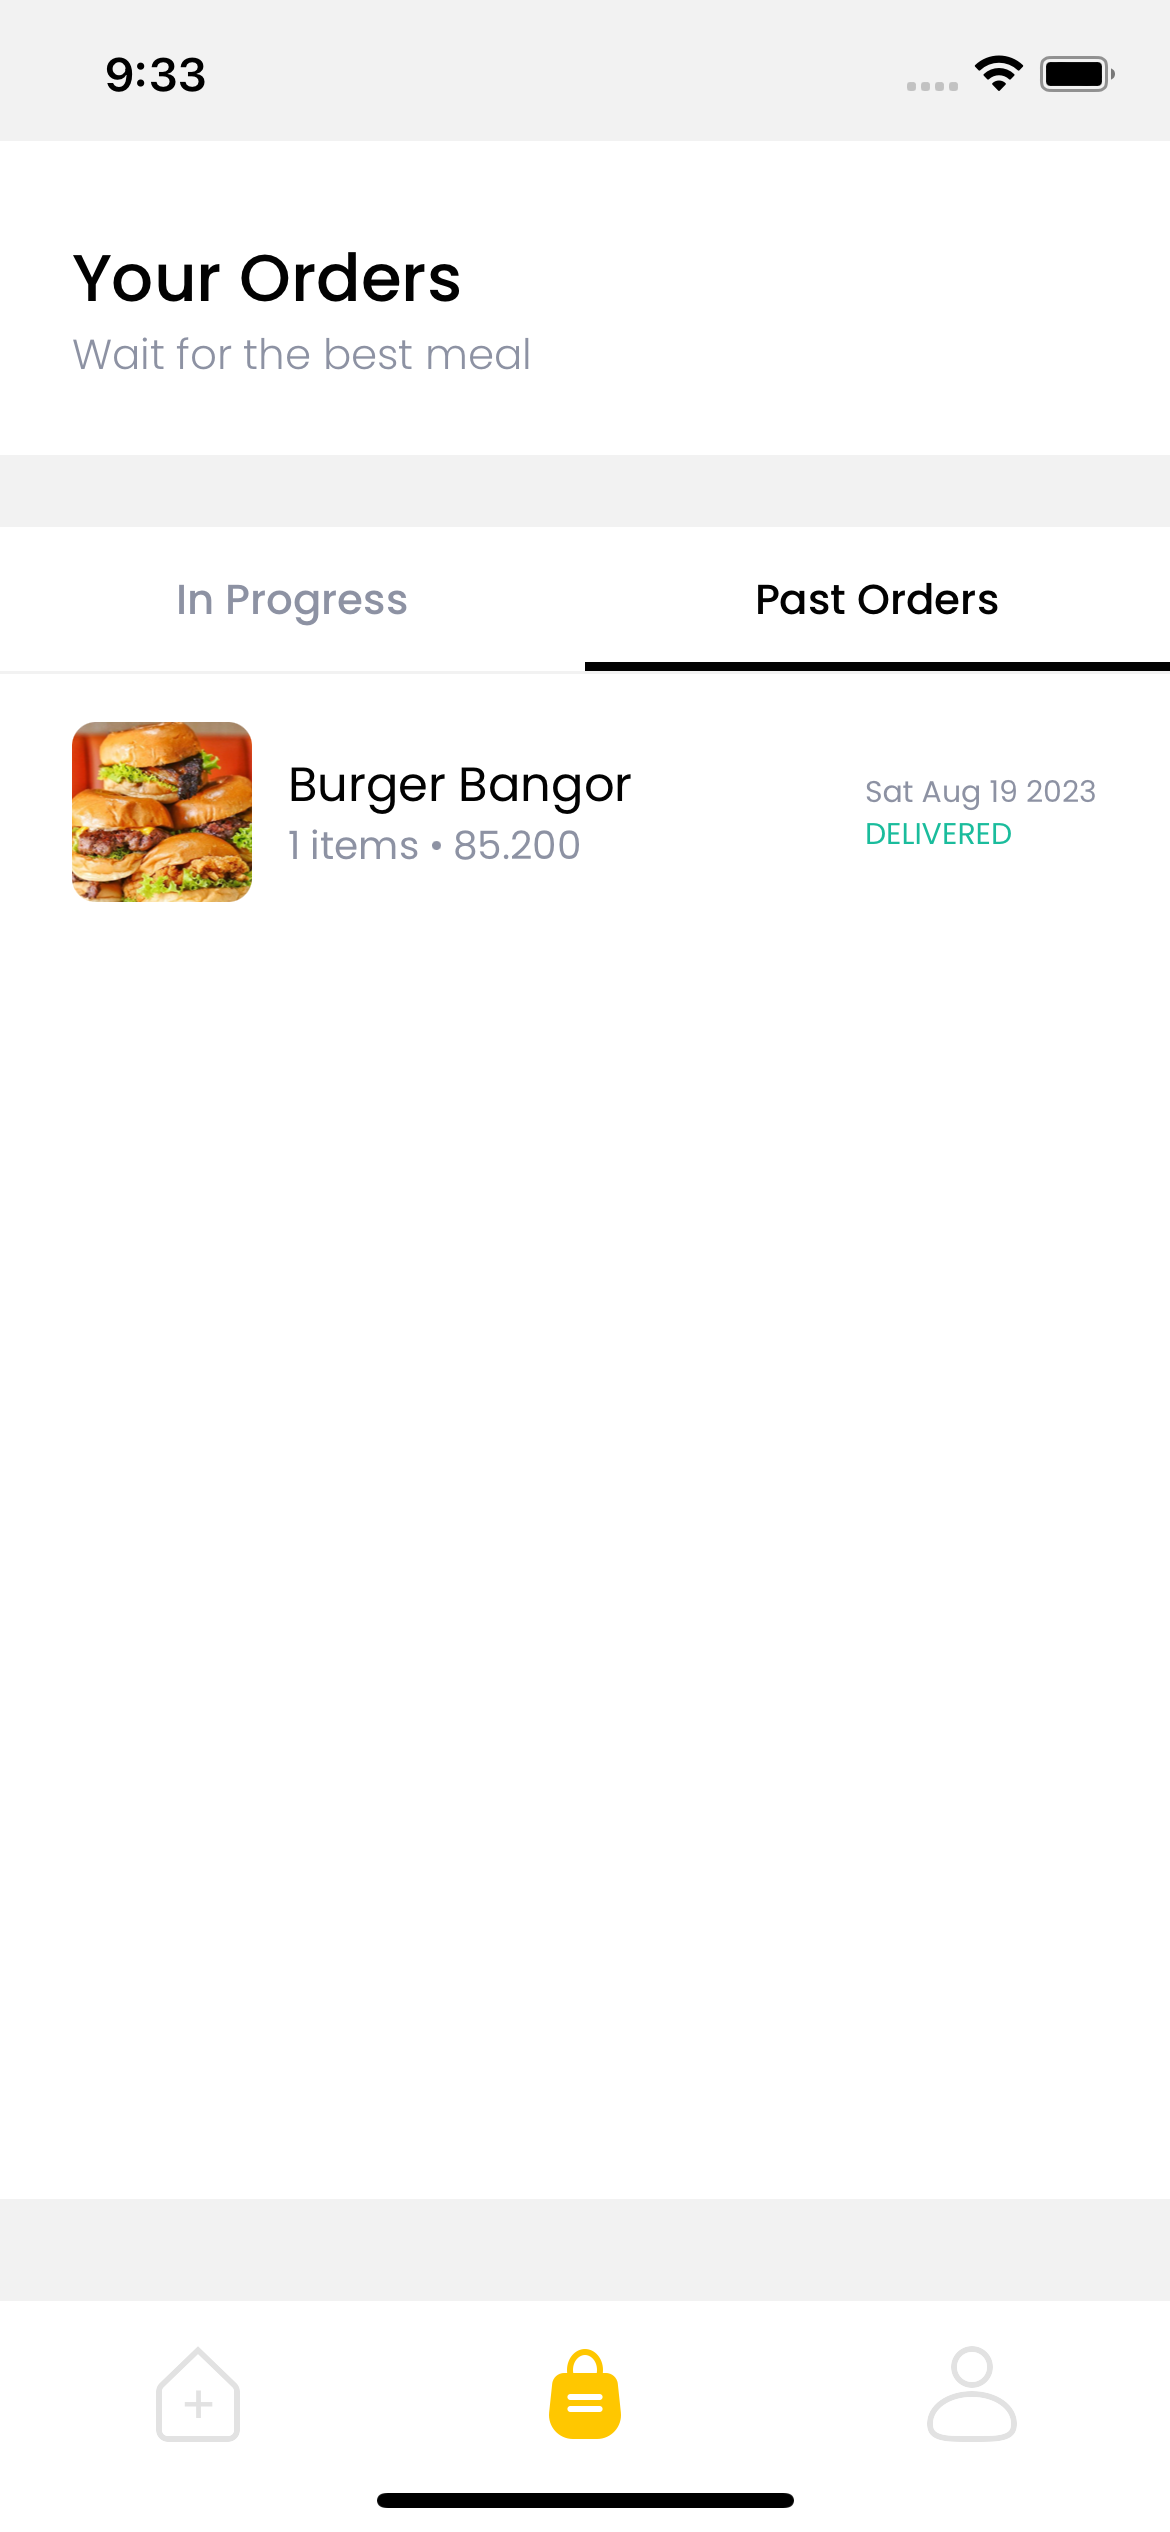 9:33
Your Orders
Wait for the best meal
In Progress
Past Orders
Burger Bangor
1 items • 85.200
Sat Aug 19 2023
DELIVERED